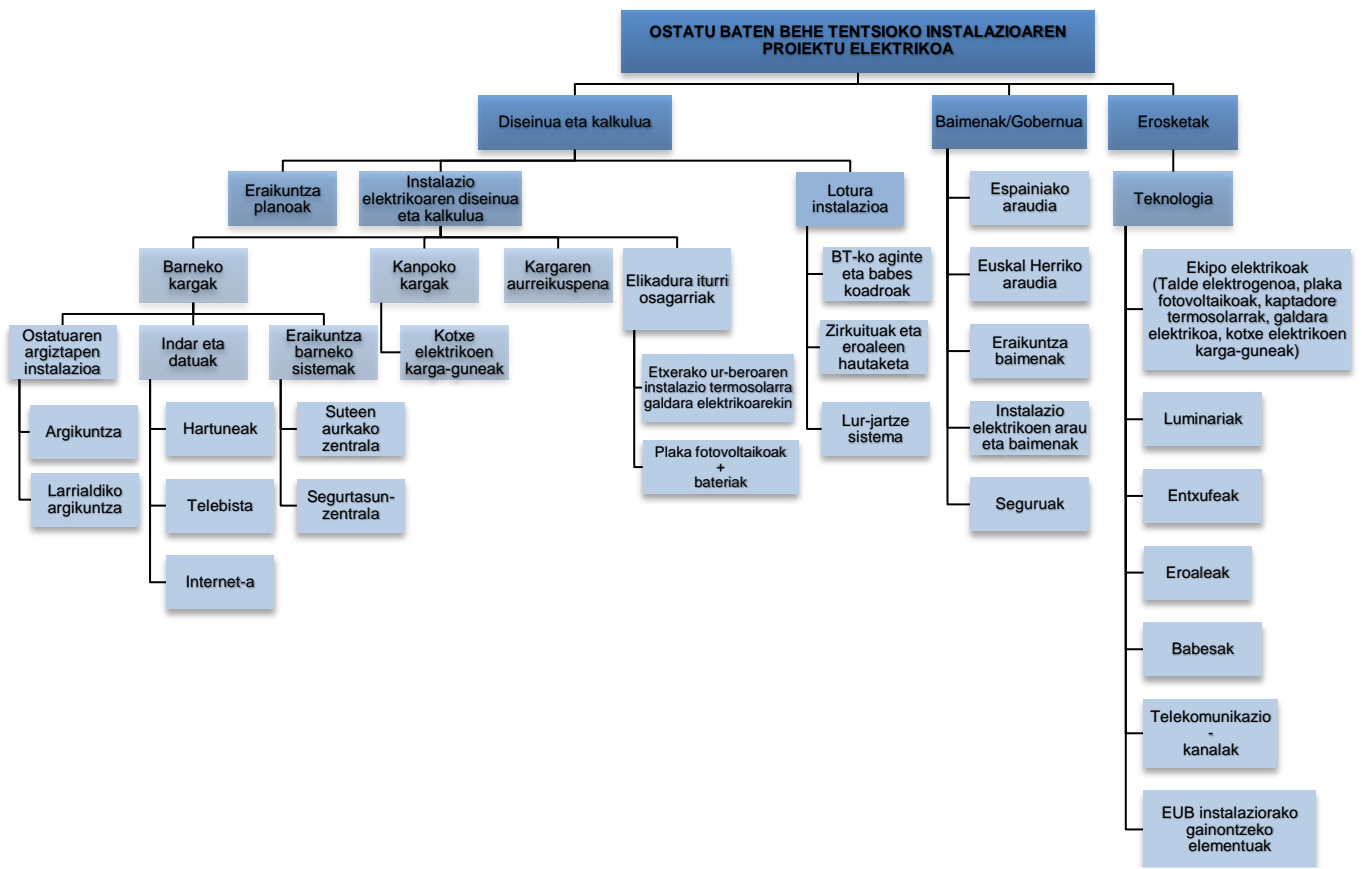 OSTATU BATEN BEHE TENTSIOKO INSTALAZIOAREN
PROIEKTU ELEKTRIKOA
Diseinua eta kalkulua
Baimenak/Gobernua
Erosketak
Eraikuntza
planoak
Instalazio
elektrikoaren diseinua
eta kalkulua
Lotura
instalazioa
Espainiako
araudia
Teknologia
Barneko
kargak
Kanpoko
kargak
Kargaren
aurreikuspena
Elikadura iturri
osagarriak
BT-ko aginte
eta babes
koadroak
Euskal Herriko
araudia
Ekipo elektrikoak
(Talde elektrogenoa, plaka
fotovoltaikoak, kaptadore
termosolarrak, galdara
elektrikoa, kotxe elektrikoen
karga-guneak)
Ostatuaren
argiztapen
instalazioa
Indar eta
datuak
Eraikuntza
barneko
sistemak
Kotxe
elektrikoen
karga-guneak
Zirkuituak eta
eroaleen
hautaketa
Eraikuntza
baimenak
Etxerako ur-beroaren
instalazio termosolarra
galdara elektrikoarekin
Argikuntza
Hartuneak
Suteen
aurkako
zentrala
Lur-jartze
sistema
Instalazio
elektrikoen arau
eta baimenak
Luminariak
Plaka fotovoltaikoak
+
bateriak
Larrialdiko
argikuntza
Telebista
Segurtasun-
zentrala
Seguruak
Entxufeak
Internet-a
Eroaleak
Babesak
Telekomunikazio
-
kanalak
EUB instalaziorako
gainontzeko
elementuak